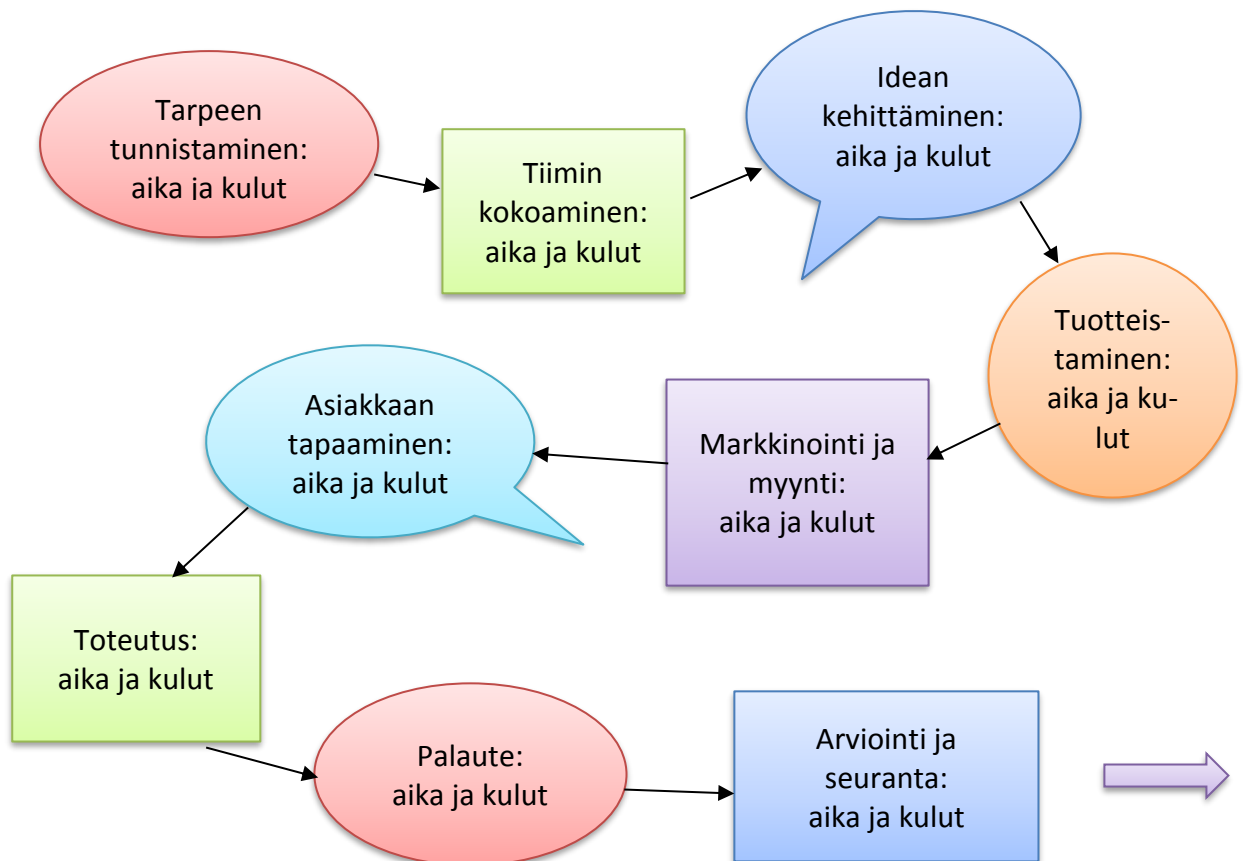 Tarpeen
tunnistaminen:
aika ja kulut
Tiimin
kokoaminen:
aika ja kulut
Idean
kehittäminen:
aika ja kulut
Tuotteis-
taminen:
aika ja ku-
lut
Markkinointi ja
myynti:
aika ja kulut
Asiakkaan
tapaaminen:
aika ja kulut
Toteutus:
aika ja kulut
Palaute:
aika ja kulut
Arviointi ja
seuranta:
aika ja kulut